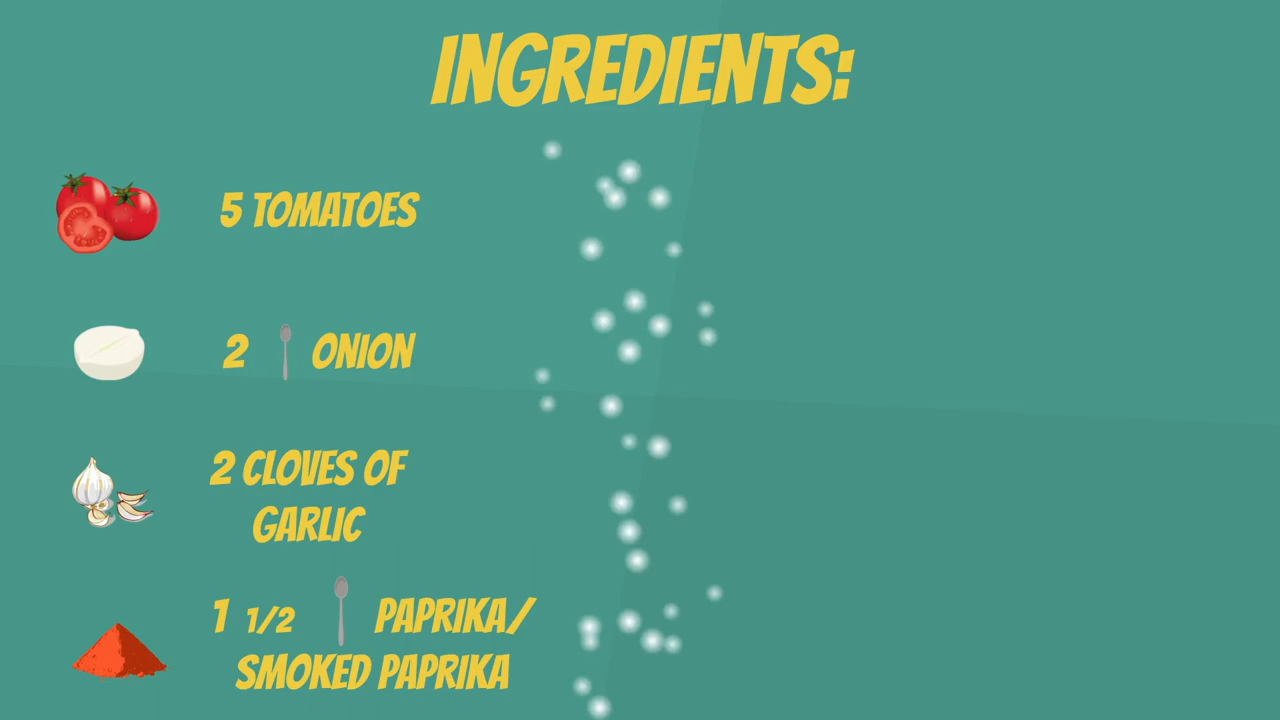 INGREDIENTS:
5 TOMATOES
2 ONION
2 CLOVES OF
GARLIC
1 1/2 PAPRIKA/
SMOKED PAPRIKA